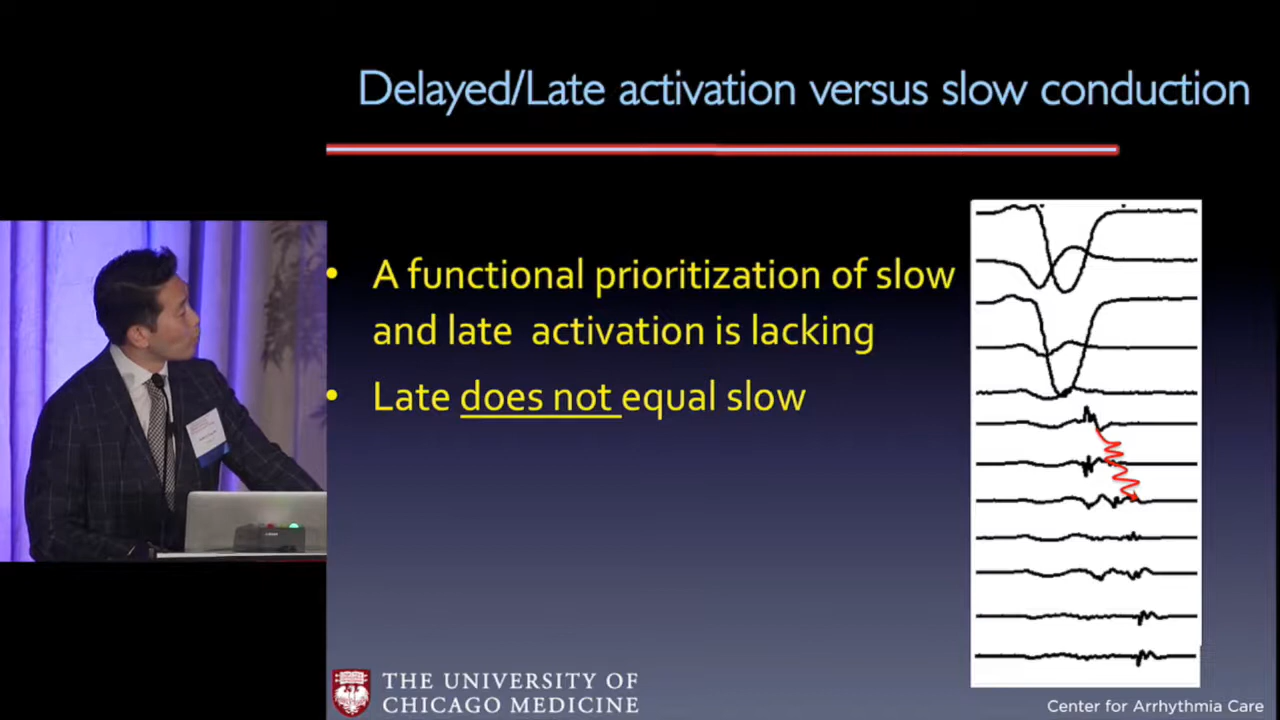 Delayed/Late activation versus slow conduction
• A functional prioritization of slow
and late activation is lacking
• Late does not equal slow
THE UNIVERSITY OF
CHICAGO MEDICINE
Center for Arrhythmia Care